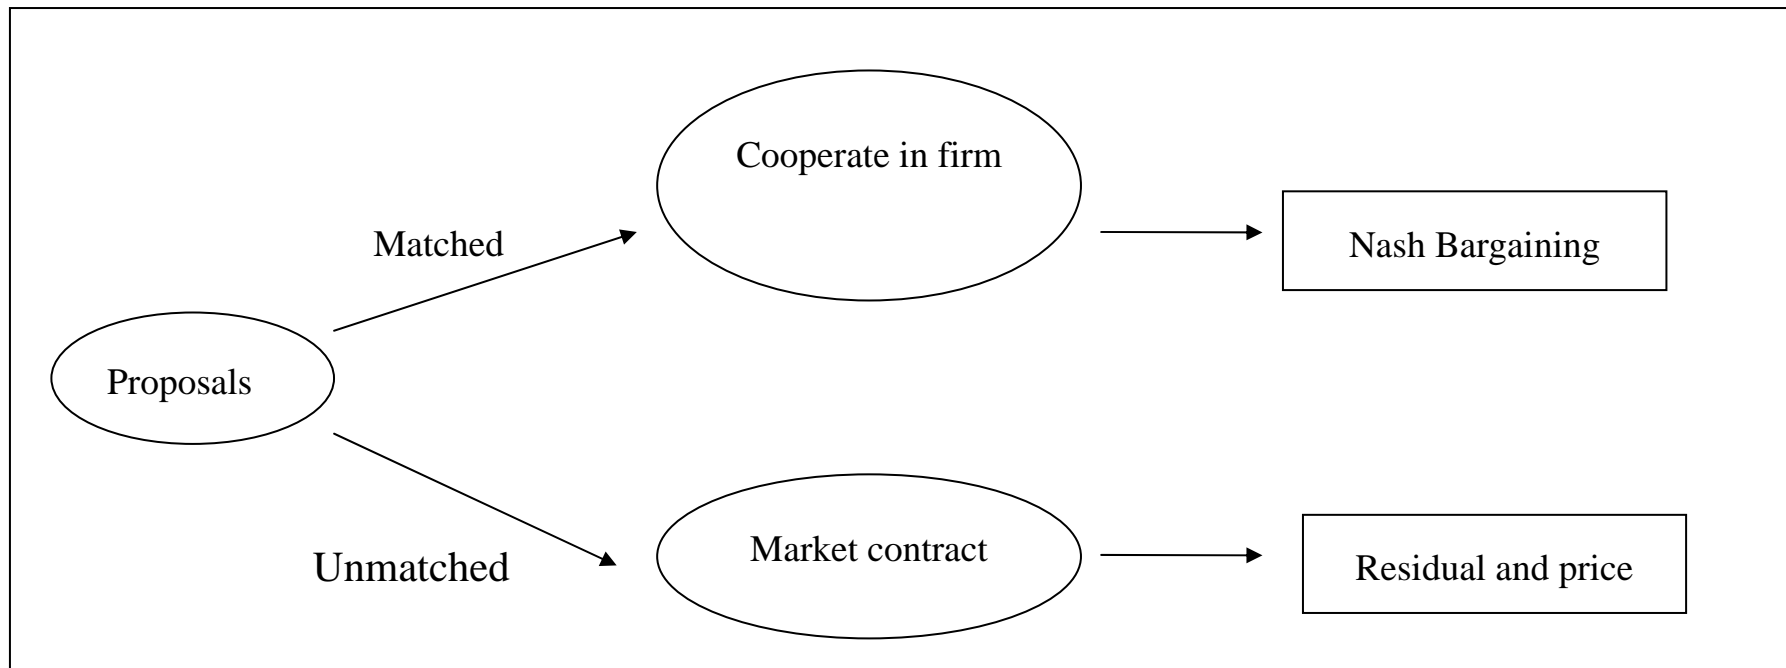 Cooperate in firm
Matched
Nash Bargaining
Proposals
Unmatched
Market contract
Residual and price